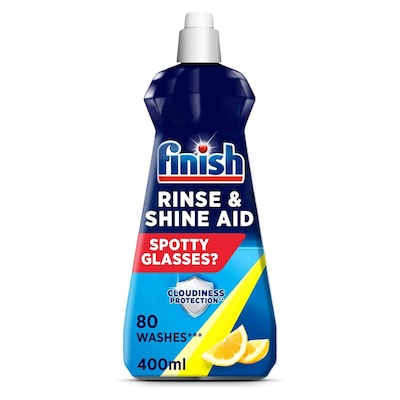 finish
RINSE &
SHINE AID
SPOTTY
GLASSES?
CLOUDINESS
PROTECTION**
80
WASHES***
400ml